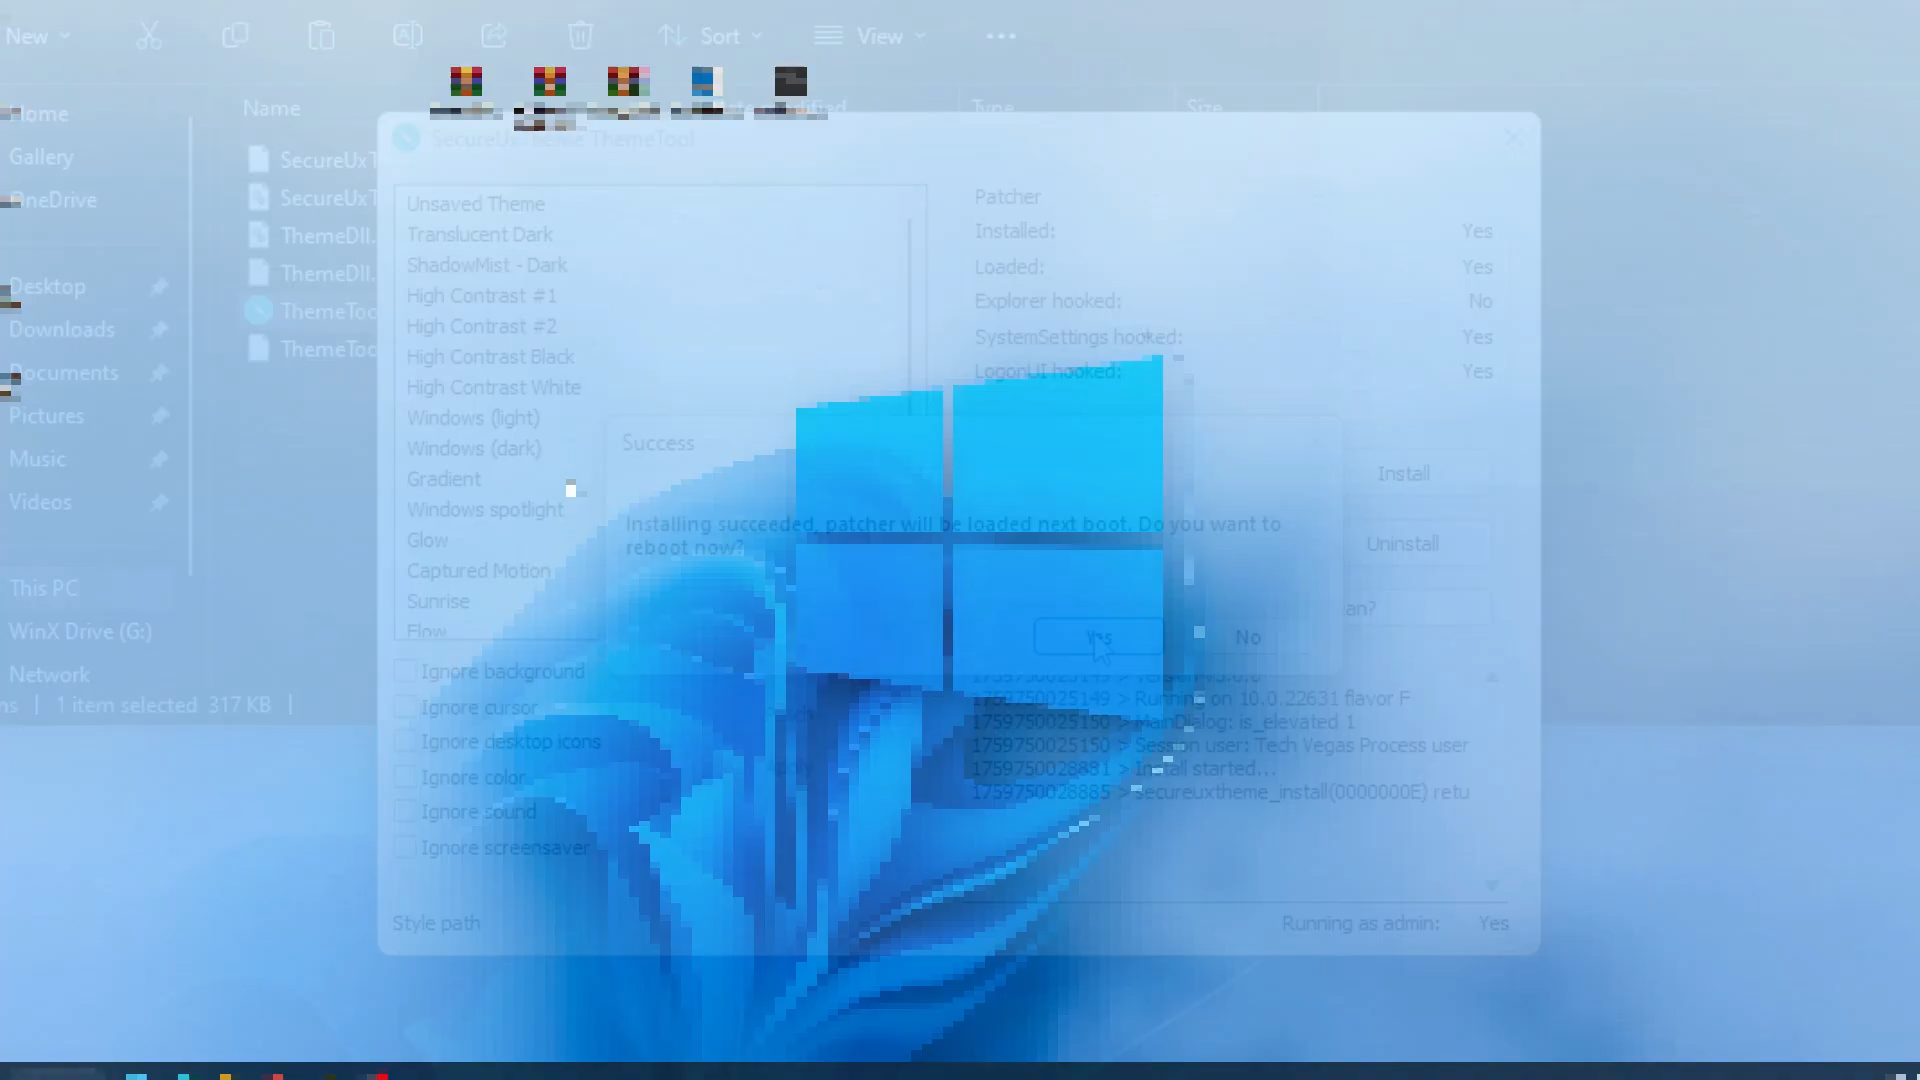 New
Sort
View
Home
Gallery
OneDrive
Desktop
Downloads
Documents
Pictures
Music
Videos
This PC
WinX Drive (G:)
Network
1 item selected 317 KB
Name
Type
Size
SecureUxT
SecureUxT
ThemeDll.
ThemeDll.
ThemeToo
ThemeToo
ThemeTool
Unsaved Theme
Translucent Dark
ShadowMist - Dark
High Contrast #1
High Contrast #2
High Contrast Black
High Contrast White
Windows (light)
Windows (dark)
Gradient
Windows spotlight
Glow
Captured Motion
Sunrise
Flow
Ignore background
Ignore cursor
Ignore desktop icons
Ignore color
Ignore sound
Ignore screensaver
Style path
Patcher
Installed: Yes
Loaded: Yes
Explorer hooked: No
SystemSettings hooked: Yes
LogonUI hooked: Yes
Install
Uninstall
an?
Success
Installing succeeded, patcher will be loaded next boot. Do you want to
reboot now?
Yes
No
1759750025149 > Running on 10.0.22631 flavor F
1759750025150 > MainDialog: is_elevated 1
1759750025150 > Session user: Tech Vegas Process user
1759750028881 > Install started...
1759750028885 > secureuxtheme_install(0000000E) retu
Running as admin: Yes